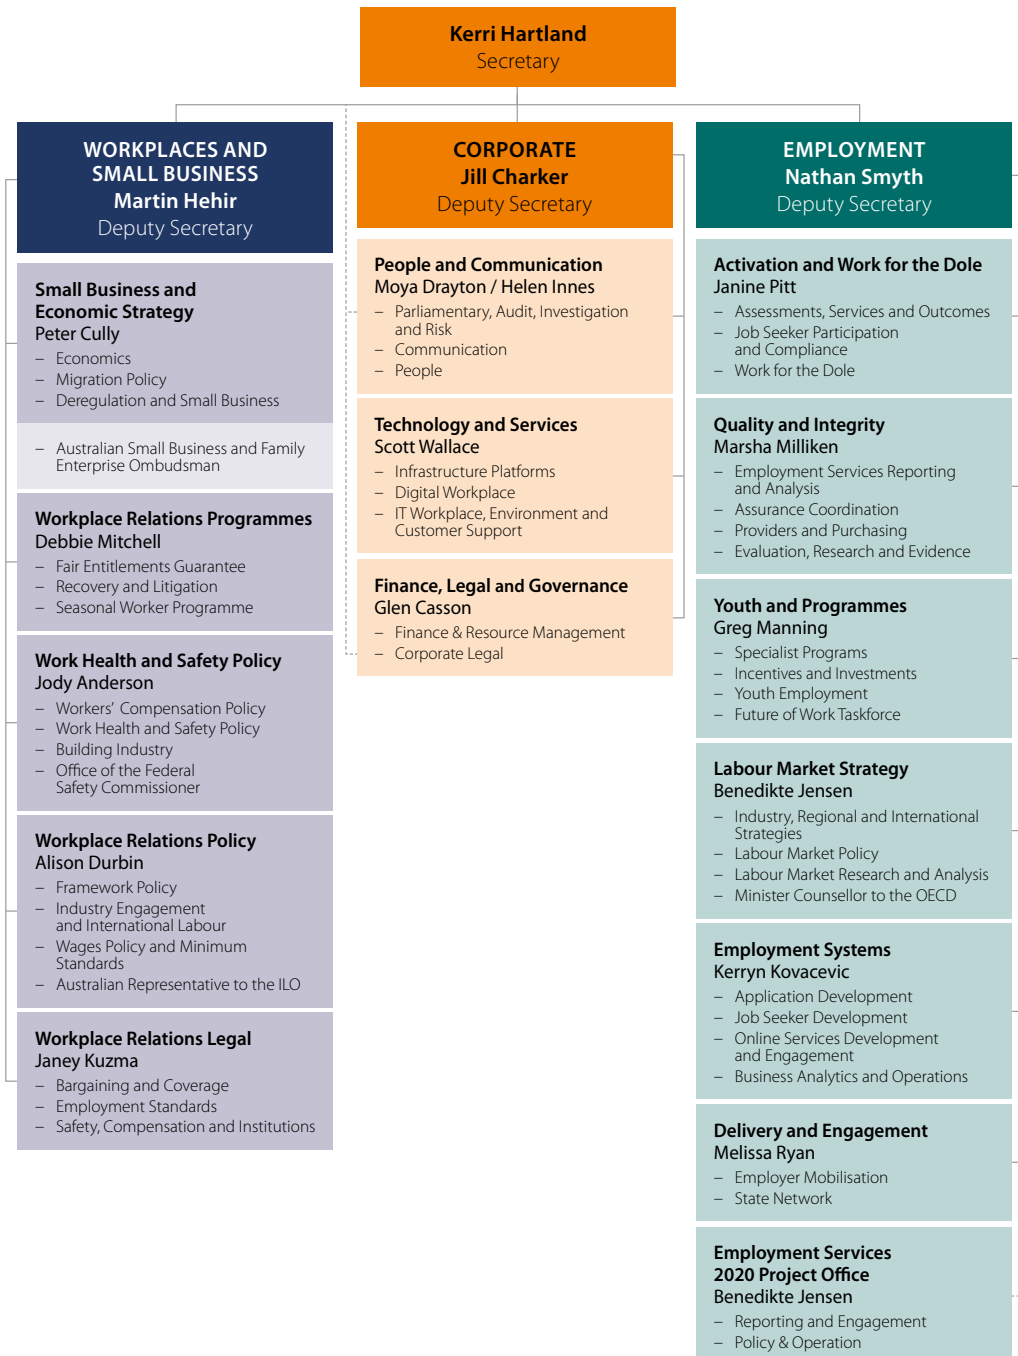 Kerri Hartland
Secretary
WORKPLACES AND
SMALL BUSINESS
Martin Hehir
Deputy Secretary
Small Business and
Economic Strategy
Peter Cully
– Economics
– Migration Policy
– Deregulation and Small Business
– Australian Small Business and Family
Enterprise Ombudsman
Workplace Relations Programmes
Debbie Mitchell
– Fair Entitlements Guarantee
– Recovery and Litigation
– Seasonal Worker Programme
Work Health and Safety Policy
Jody Anderson
– Workers’ Compensation Policy
– Work Health and Safety Policy
– Building Industry
– Office of the Federal
Safety Commissioner
Workplace Relations Policy
Alison Durbin
– Framework Policy
– Industry Engagement
and International Labour
– Wages Policy and Minimum
Standards
– Australian Representative to the ILO
Workplace Relations Legal
Janey Kuzma
– Bargaining and Coverage
– Employment Standards
– Safety, Compensation and Institutions
CORPORATE
Jill Charker
Deputy Secretary
People and Communication
Moya Drayton / Helen Innes
– Parliamentary, Audit, Investigation
and Risk
– Communication
– People
Technology and Services
Scott Wallace
– Infrastructure Platforms
– Digital Workplace
– IT Workplace, Environment and
Customer Support
Finance, Legal and Governance
Glen Casson
– Finance & Resource Management
– Corporate Legal
EMPLOYMENT
Nathan Smyth
Deputy Secretary
Activation and Work for the Dole
Janine Pitt
– Assessments, Services and Outcomes
– Job Seeker Participation
and Compliance
– Work for the Dole
Quality and Integrity
Marsha Milliken
– Employment Services Reporting
and Analysis
– Assurance Coordination
– Providers and Purchasing
– Evaluation, Research and Evidence
Youth and Programmes
Greg Manning
– Specialist Programs
– Incentives and Investments
– Youth Employment
– Future of Work Taskforce
Labour Market Strategy
Benedikte Jensen
– Industry, Regional and International
Strategies
– Labour Market Policy
– Labour Market Research and Analysis
– Minister Counsellor to the OECD
Employment Systems
Kerryn Kovacevic
– Application Development
– Job Seeker Development
– Online Services Development
and Engagement
– Business Analytics and Operations
Delivery and Engagement
Melissa Ryan
– Employer Mobilisation
– State Network
Employment Services
2020 Project Office
Benedikte Jensen
– Reporting and Engagement
– Policy & Operation